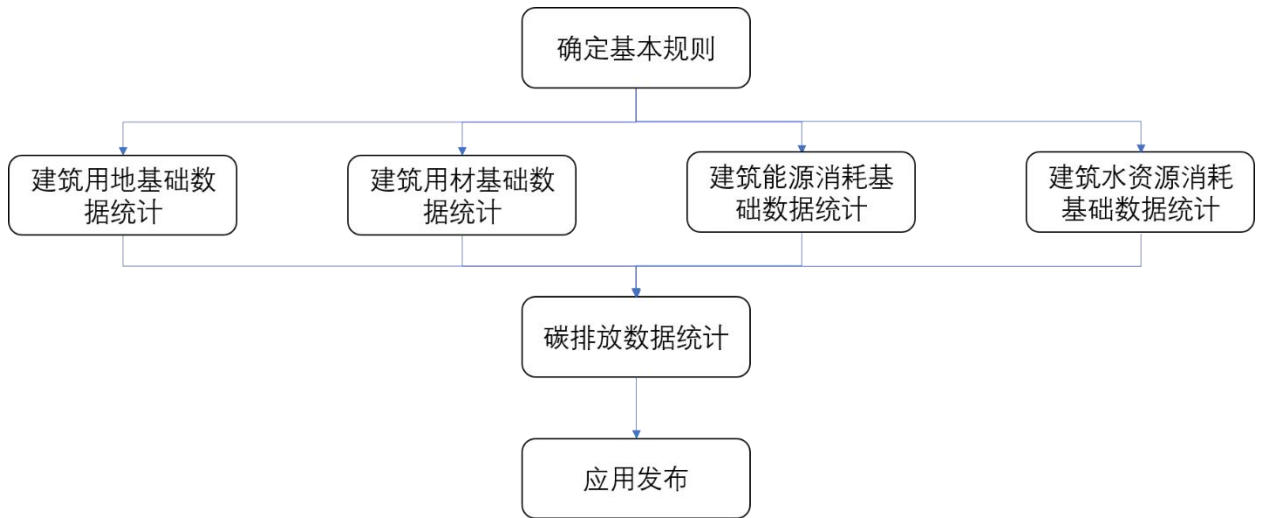 确定基本规则
建筑用地基础数
据统计
建筑用材基础数
据统计
建筑能源消耗基
础数据统计
建筑水资源消耗
基础数据统计
碳排放数据统计
应用发布